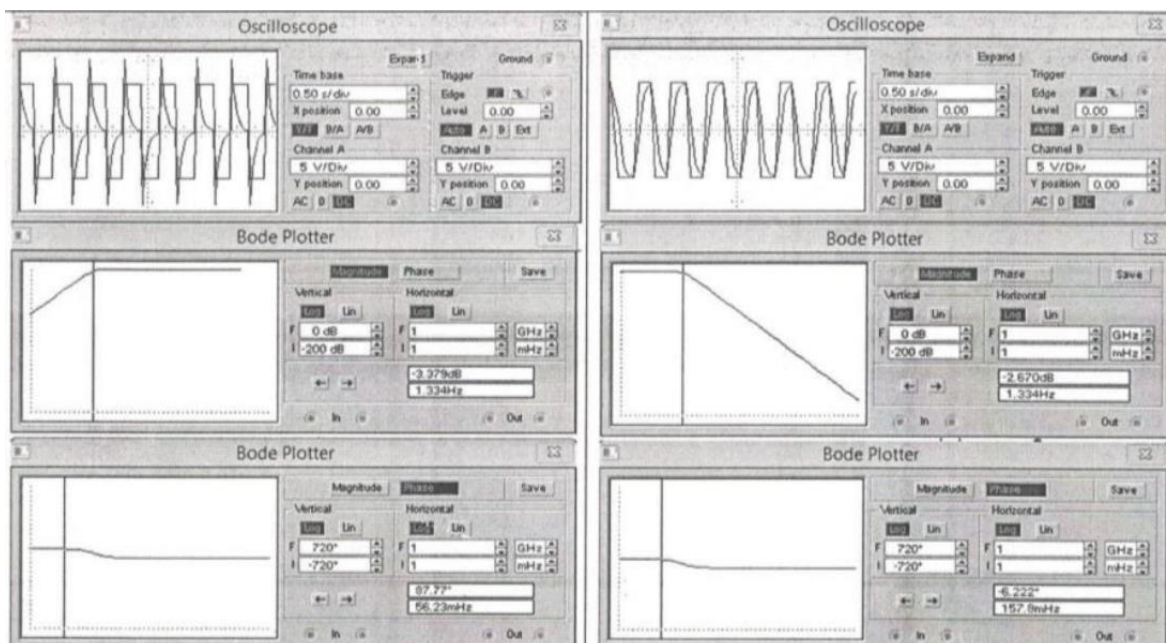 Oscilloscope
Expand Ground
Time base Trigger
0.50 s/div Edge
X position 0.00 Level 0.00
Y/T B/A A/B Auto A B Ext
Channel A Channel B
5 V/Div 5 V/Div
Y position 0.00 Y position 0.00
AC 0 DC AC 0 DC
Bode Plotter
Magnitude Phase Save
Vertical Horizontal
Log Lin Log Lin
F 0 dB F 1 GHz
I -200 dB I 1 mHz
← → -3.379dB
1.334Hz
In Out
Bode Plotter
Magnitude Phase Save
Vertical Horizontal
Log Lin Log Lin
F 720° F 1 GHz
I -720° I 1 mHz
← → 87.77°
56.23mHz
In Out
Oscilloscope
Expand Ground
Time base Trigger
0.50 s/div Edge
X position 0.00 Level 0.00
Y/T B/A A/B Auto A B Ext
Channel A Channel B
5 V/Div 5 V/Div
Y position 0.00 Y position 0.00
AC 0 DC AC 0 DC
Bode Plotter
Magnitude Phase Save
Vertical Horizontal
Log Lin Log Lin
F 0 dB F 1 GHz
I -200 dB I 1 mHz
← → -2.670dB
1.334Hz
In Out
Bode Plotter
Magnitude Phase Save
Vertical Horizontal
Log Lin Log Lin
F 720° F 1 GHz
I -720° I 1 mHz
← → -6.222°
157.8mHz
In Out